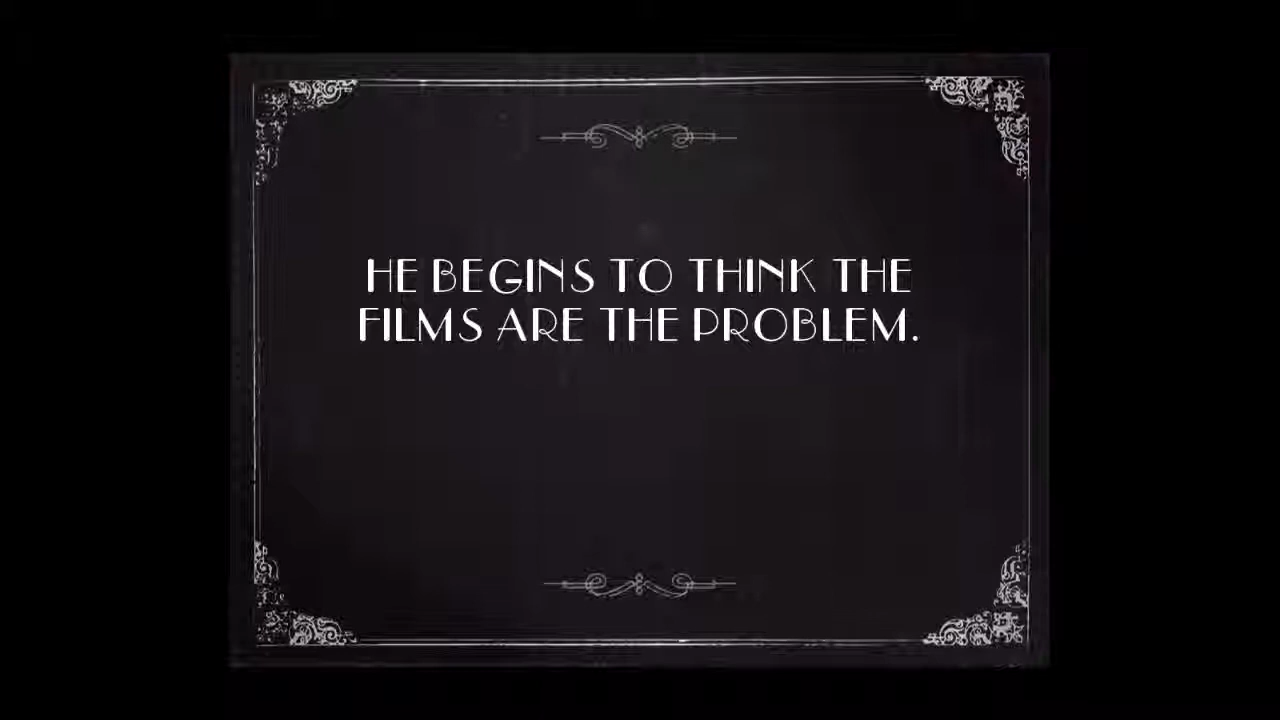 HE BEGINS TO THINK THE
FILMS ARE THE PROBLEM.